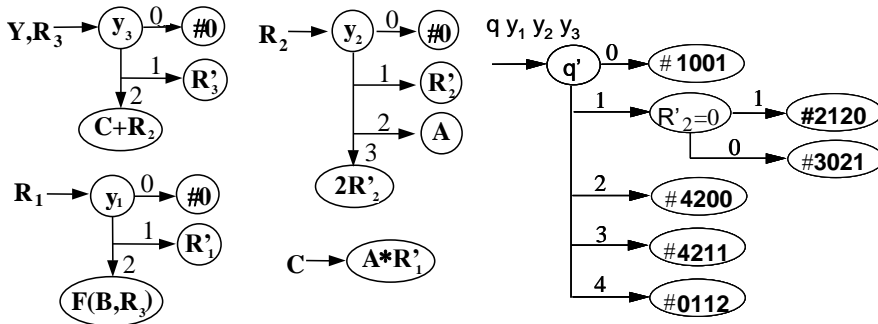 Y,R₃ y₃ 0 #0
1 R'₃
2
C+R₂
R₁ y₁ 0 #0
1 R'₁
2
F(B,R₃)
R₂ y₂ 0 #0
1 R'₂
2 A
3
2R'₂
C A*R'₁
q y₁ y₂ y₃
q' 0 #1001
1 R'₂=0 1 #2120
0 #3021
2 #4200
3 #4211
4 #0112